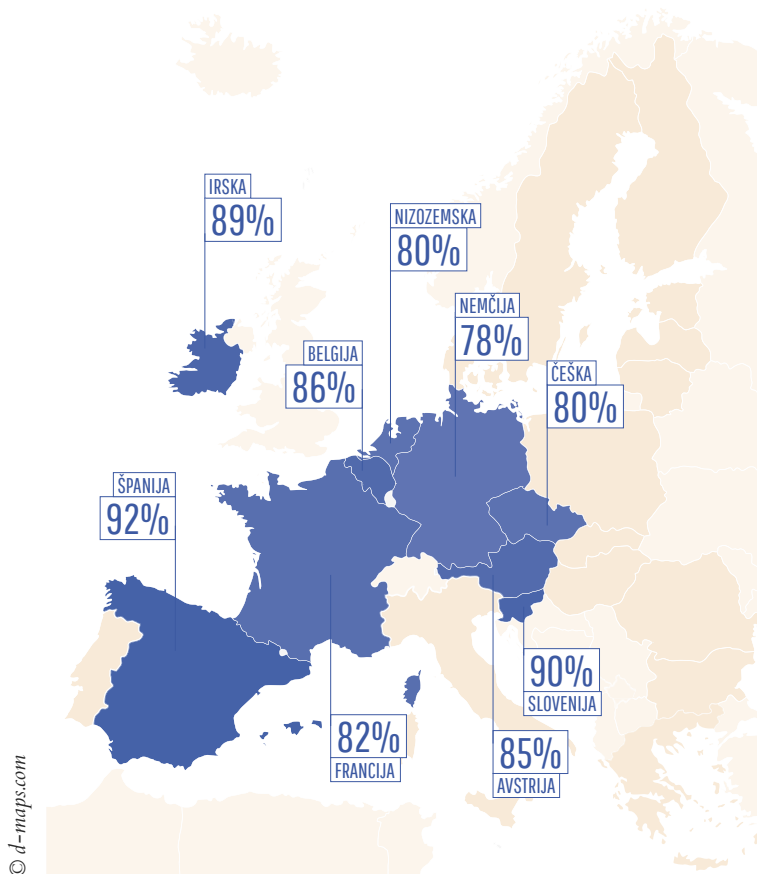 IRSKA
89%
NIZOZEMSKA
80%
NEMČIJA
78%
BELGIJA
86%
ČEŠKA
80%
ŠPANIJA
92%
90%
SLOVENIJA
82%
FRANCIJA
85%
AVSTRIJA
© d-maps.com